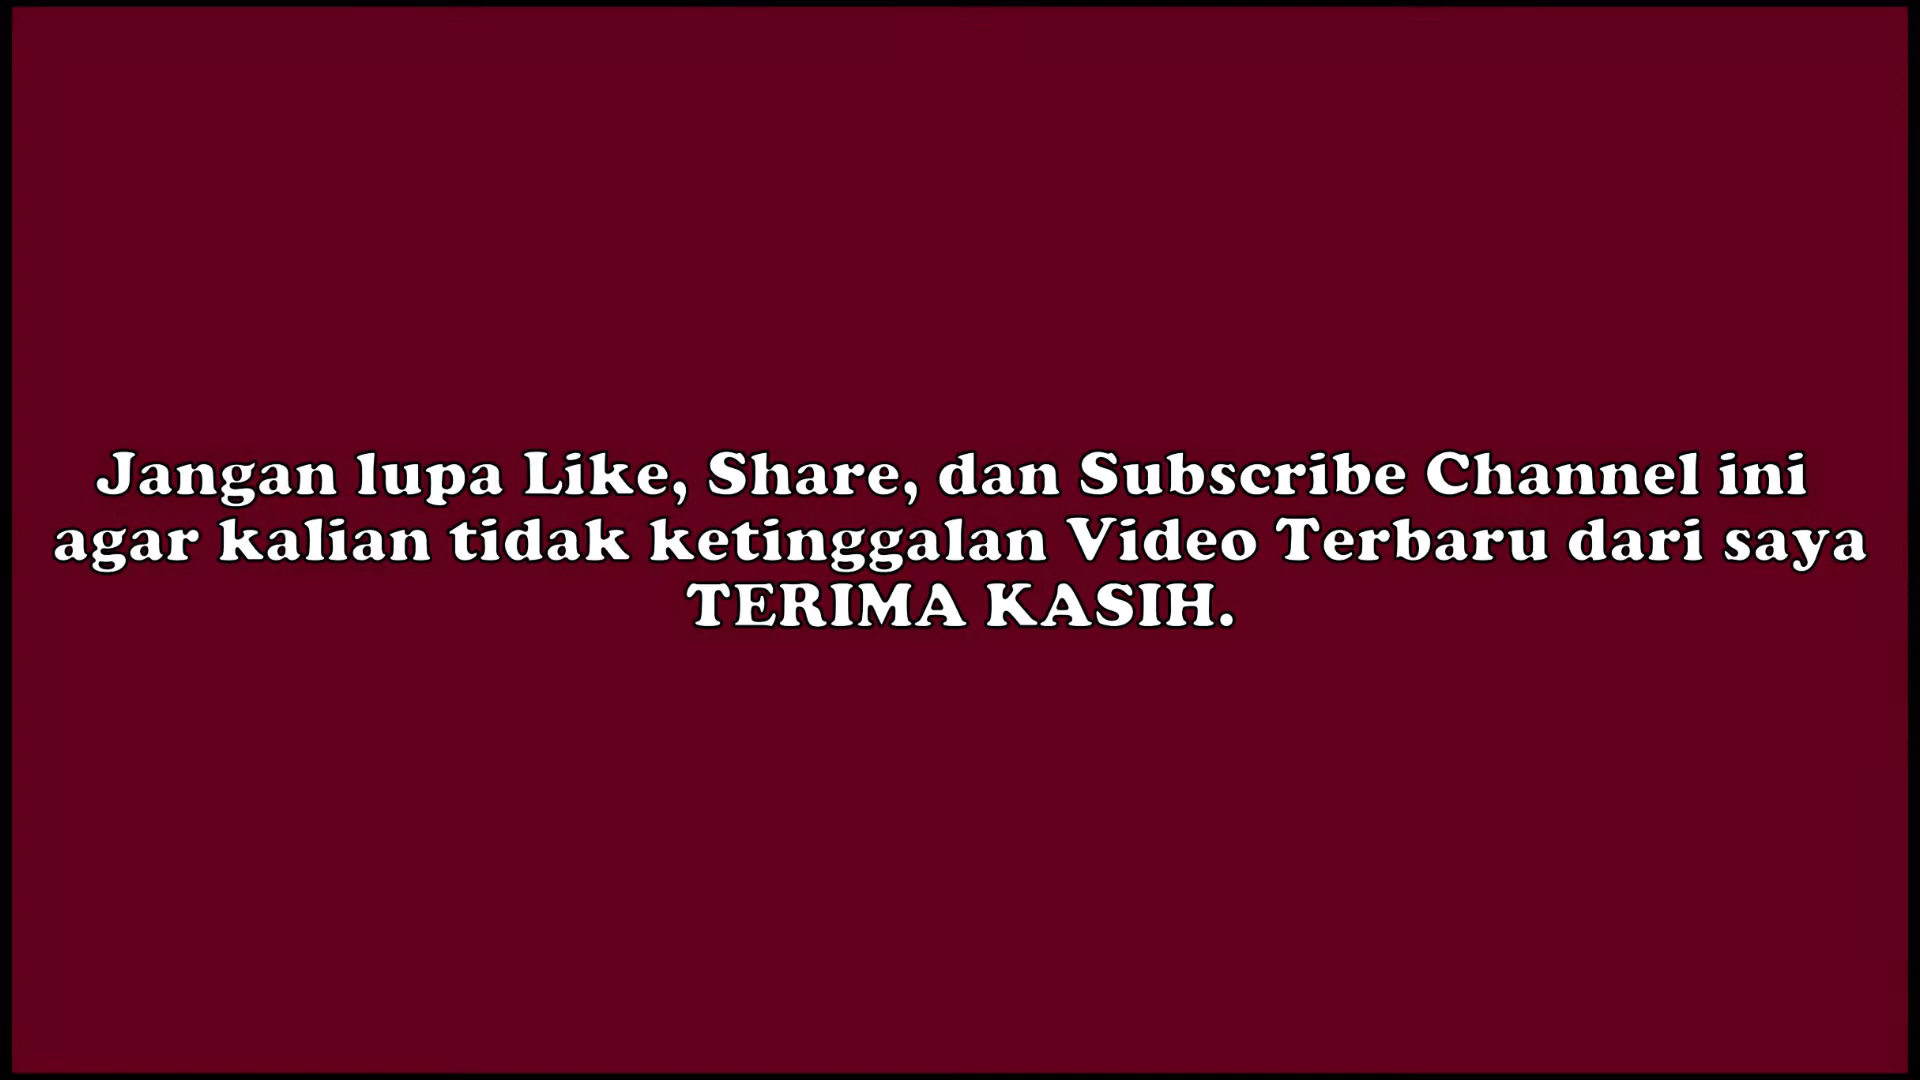 Jangan lupa Like, Share, dan Subscribe Channel ini
agar kalian tidak ketinggalan Video Terbaru dari saya
TERIMA KASIH.